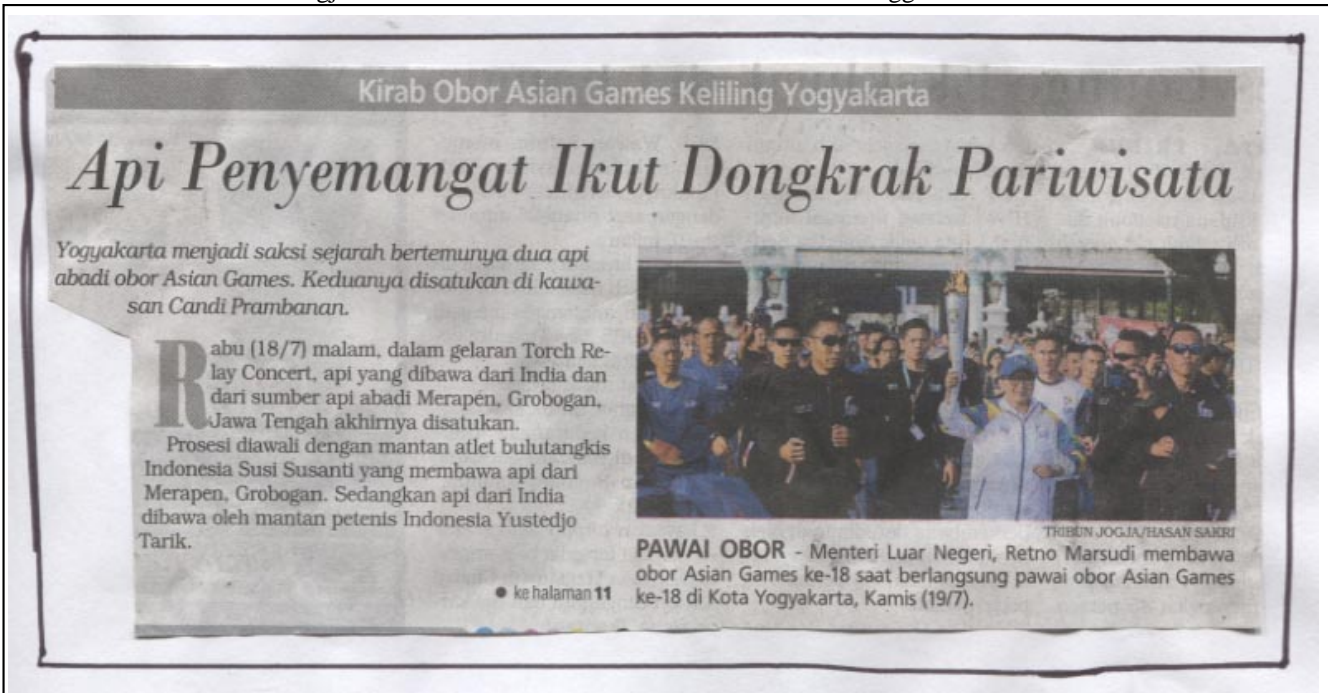 Kirab Obor Asian Games Keliling Yogyakarta
Api Penyemangat Ikut Dongkrak Pariwisata
Yogyakarta menjadi saksi sejarah bertemunya dua api
abadi obor Asian Games. Keduanya disatukan di kawa-
san Candi Prambanan.
Rabu (18/7) malam, dalam gelaran Torch Re-
lay Concert, api yang dibawa dari India dan
dari sumber api abadi Merapen, Grobogan,
Jawa Tengah akhirnya disatukan.
Prosesi diawali dengan mantan atlet bulutangkis
Indonesia Susi Susanti yang membawa api dari
Merapen, Grobogan. Sedangkan api dari India
dibawa oleh mantan petenis Indonesia Yustedjo
Tarik.
● ke halaman 11
TRIBUN JOGJA/HASAN SAKRI
PAWAI OBOR - Menteri Luar Negeri, Retno Marsudi membawa
obor Asian Games ke-18 saat berlangsung pawai obor Asian Games
ke-18 di Kota Yogyakarta, Kamis (19/7).